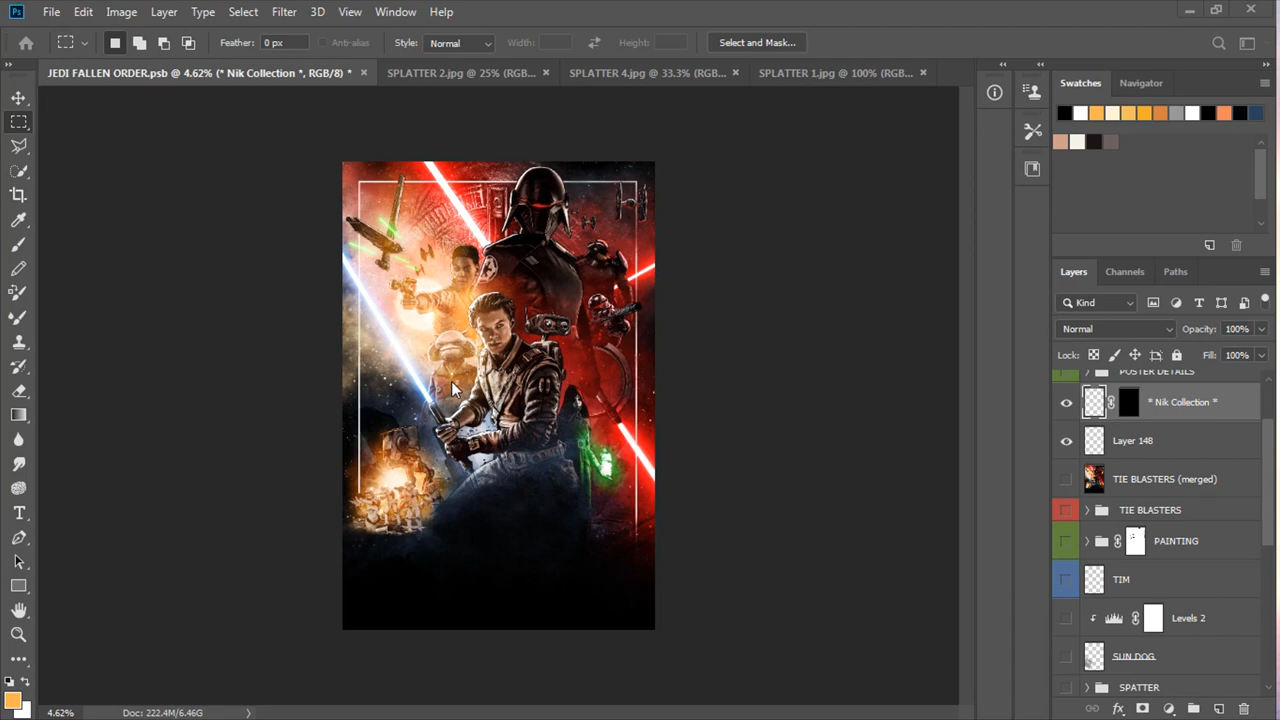 Ps File Edit Image Layer Type Select Filter 3D View Window Help
Feather: 0 px Anti-alias Style: Normal Width: Height: Select and Mask...
JEDI FALLEN ORDER.psb @ 4.62% (* Nik Collection *, RGB/8) * SPLATTER 2.jpg @ 25% (RGB... SPLATTER 4.jpg @ 33.3% (RGB... SPLATTER 1.jpg @ 100% (RGB...
Swatches Navigator
Layers Channels Paths
Kind
Normal Opacity: 100%
Lock: Fill: 100%
POSTER DETAILS
* Nik Collection *
Layer 148
TIE BLASTERS (merged)
TIE BLASTERS
PAINTING
TIM
Levels 2
SUN DOG
SPATTER
4.62% Doc: 222.4M/6.46G